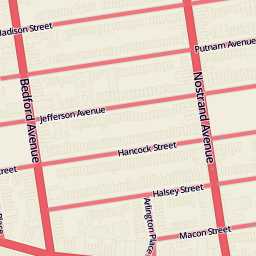 Madison Street
Putnam Avenue
Bedford Avenue
Nostrand Avenue
Jefferson Avenue
Hancock Street
Street
Halsey Street
Arlington Place
Macon Street
Place